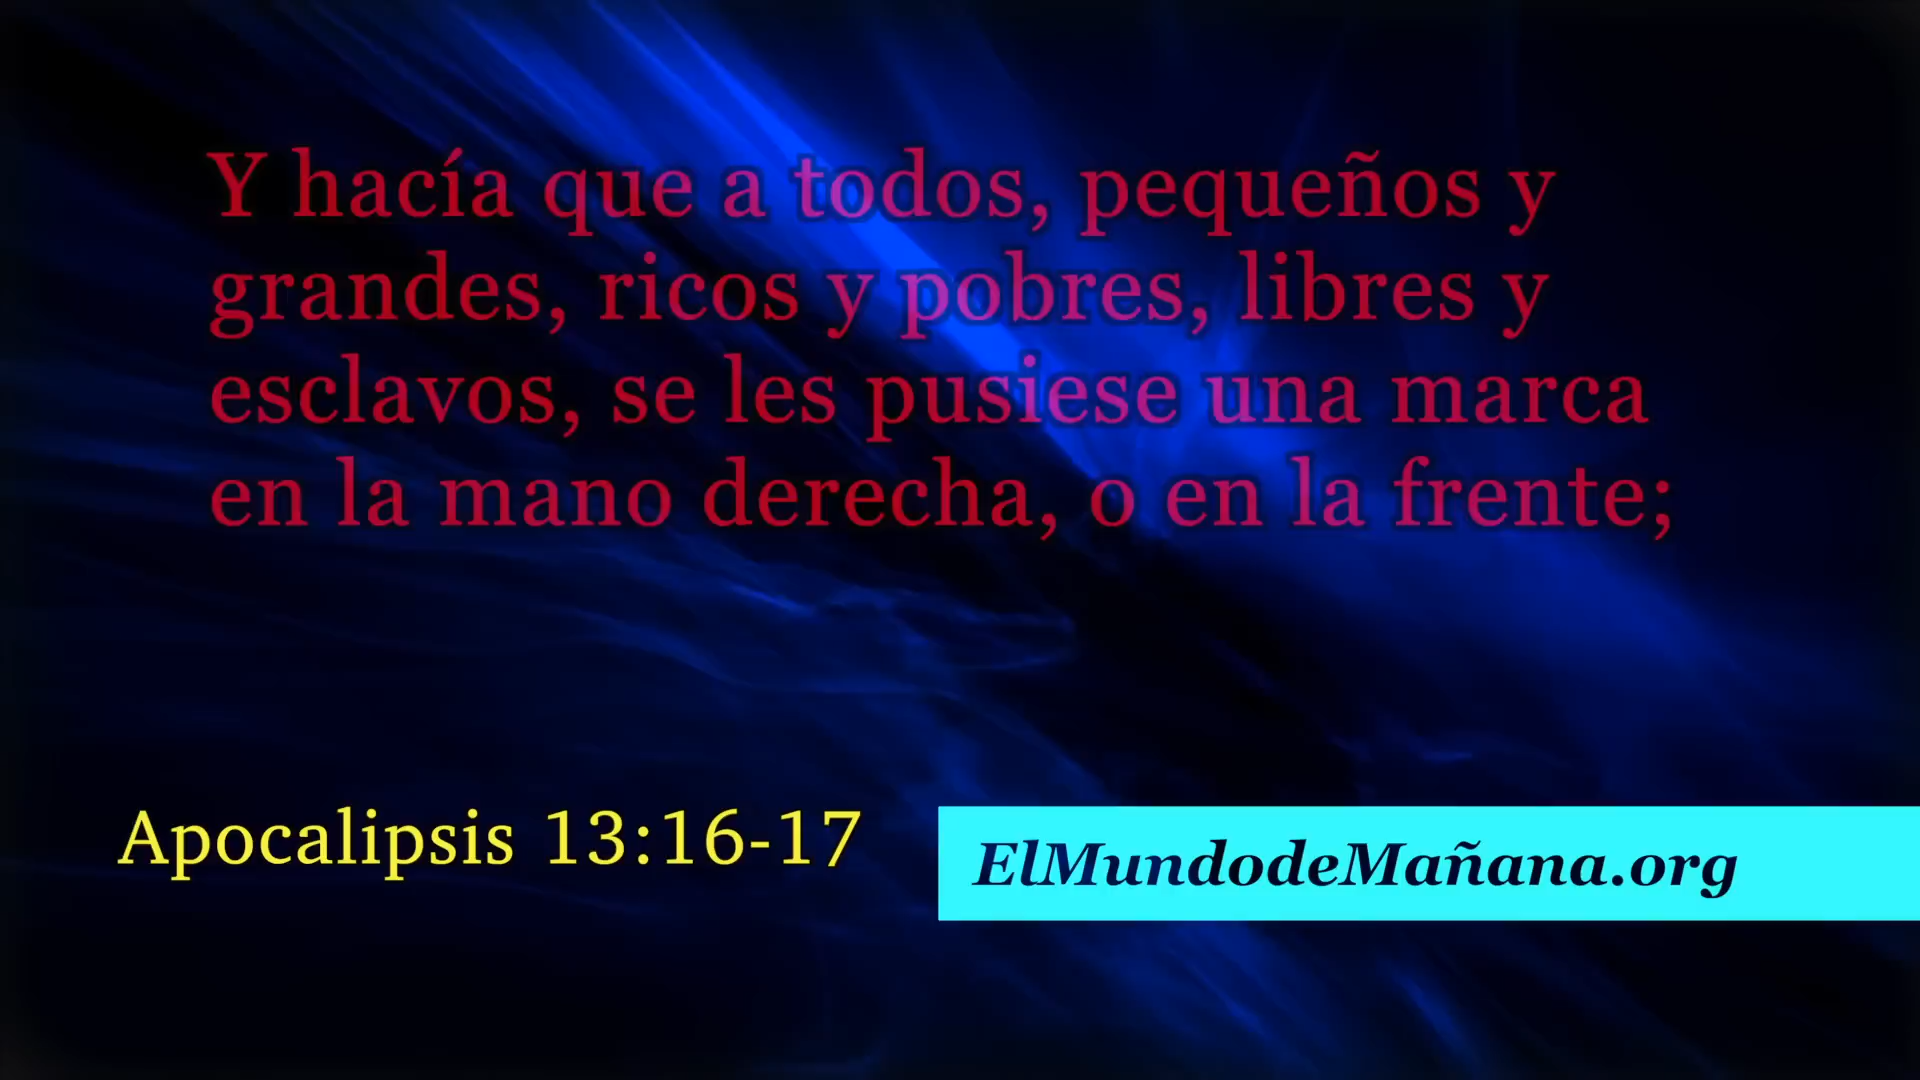 Y hacía que a todos, pequeños y
grandes, ricos y pobres, libres y
esclavos, se les pusiese una marca
en la mano derecha, o en la frente;
Apocalipsis 13:16-17
ElMundodeMañana.org